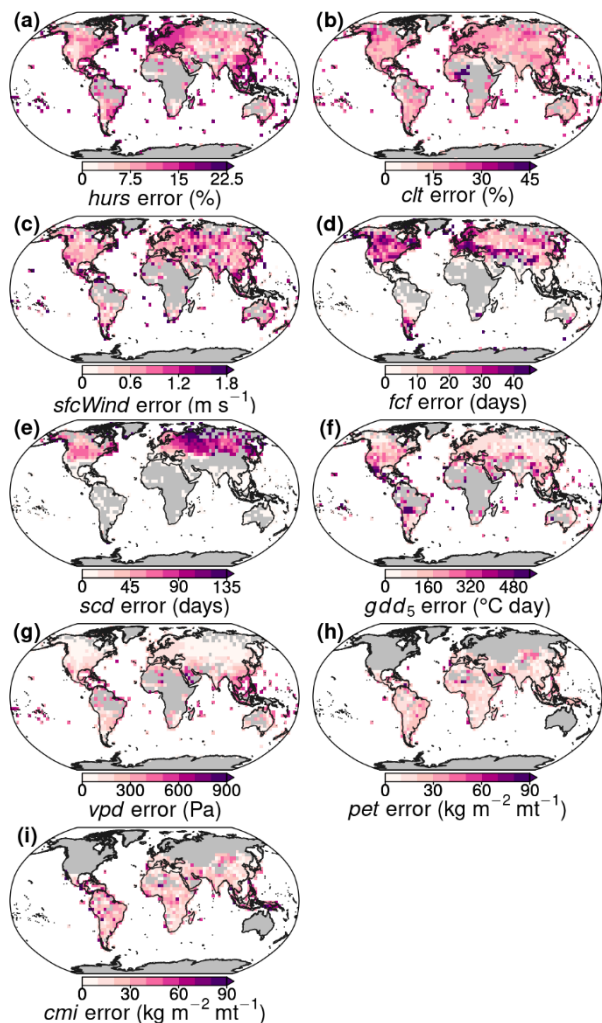 (a) (b)
0 7.5 15 22.5 0 15 30 45
hurs error (%) clt error (%)
(c) (d)
0 0.6 1.2 1.8 0 10 20 30 40
sfcWind error (m s⁻¹) fcf error (days)
(e) (f)
0 45 90 135 0 160 320 480
scd error (days) gdd₅ error (°C day)
(g) (h)
0 300 600 900 0 30 60 90
vpd error (Pa) pet error (kg m⁻² mt⁻¹)
(i)
0 30 60 90
cmi error (kg m⁻² mt⁻¹)